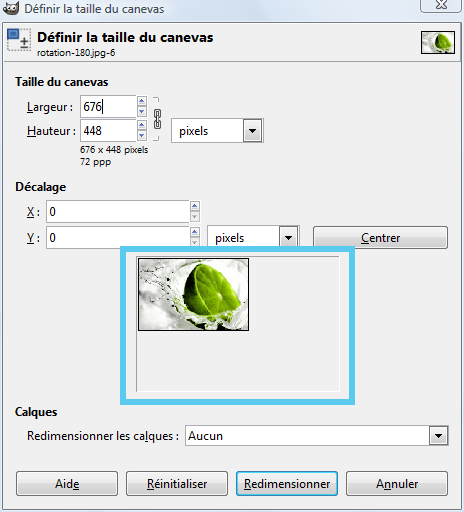 Définir la taille du canevas
Définir la taille du canevas
rotation-180.jpg-6
Taille du canevas
Largeur : 676
Hauteur : 448 pixels
676 x 448 pixels
72 ppp
Décalage
X : 0
Y : 0 pixels Centrer
Calques
Redimensionner les calques : Aucun
Aide Réinitialiser Redimensionner Annuler